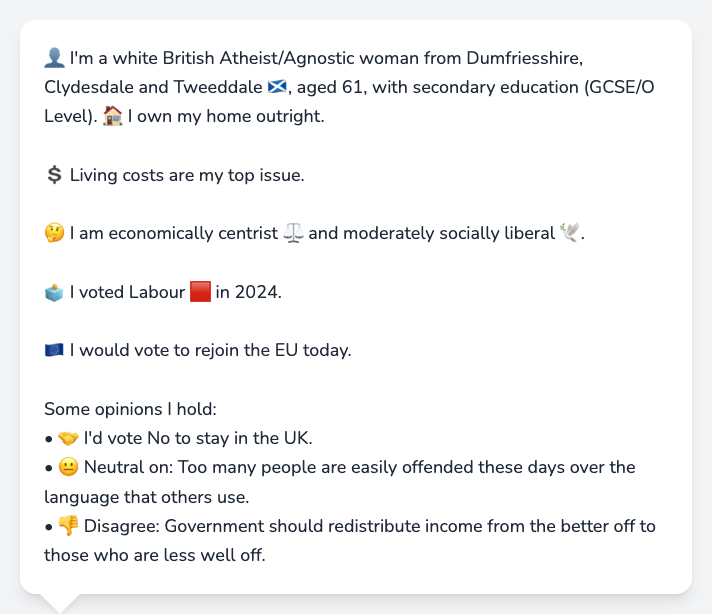 👤 I'm a white British Atheist/Agnostic woman from Dumfriesshire,
Clydesdale and Tweeddale 🏴󠁧󠁢󠁳󠁣󠁴󠁿, aged 61, with secondary education (GCSE/O
Level). 🏠 I own my home outright.
💲 Living costs are my top issue.
🤔 I am economically centrist ⚖️ and moderately socially liberal 🕊️.
🗳️ I voted Labour 🟥 in 2024.
🇪🇺 I would vote to rejoin the EU today.
Some opinions I hold:
• 🤝 I'd vote No to stay in the UK.
• 😐 Neutral on: Too many people are easily offended these days over the
language that others use.
• 👎 Disagree: Government should redistribute income from the better off to
those who are less well off.